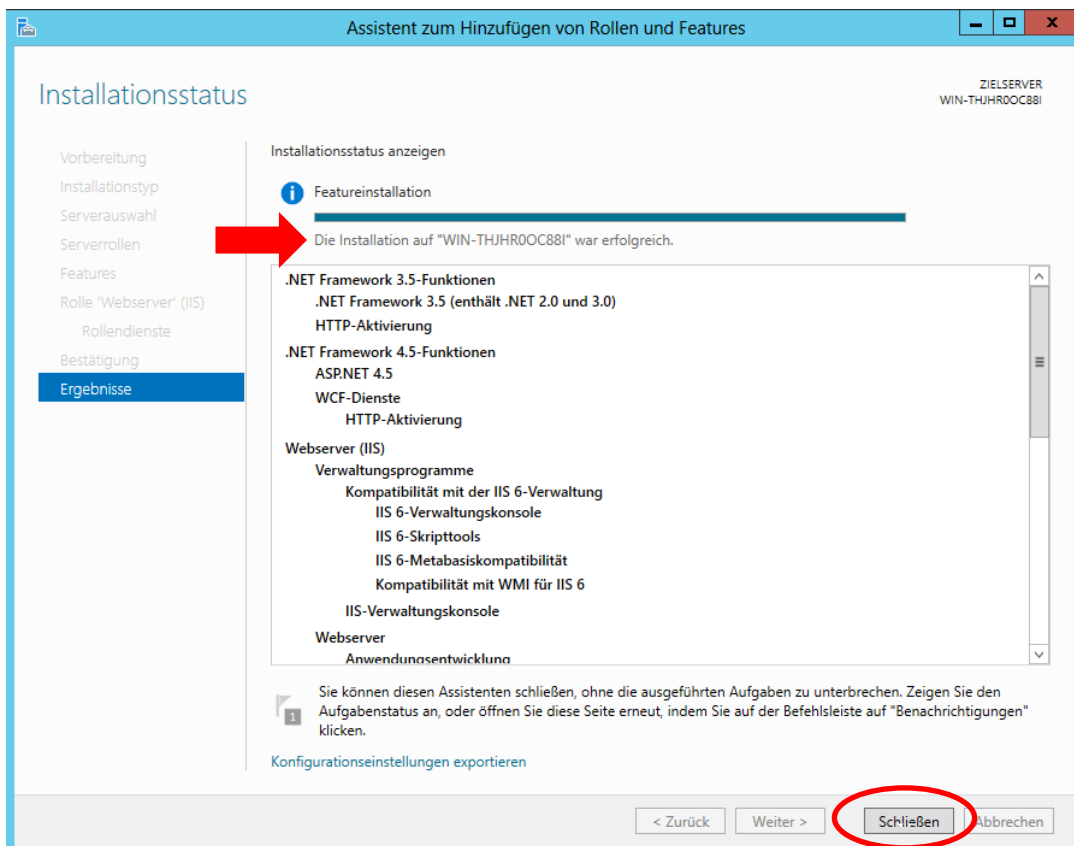 Assistent zum Hinzufügen von Rollen und Features
Installationsstatus
ZIELSERVER
WIN-THJHR0OC88I
Vorbereitung
Installationstyp
Serverauswahl
Serverrollen
Features
Rolle 'Webserver' (IIS)
Rollendienste
Bestätigung
Ergebnisse
Installationsstatus anzeigen
Featureinstallation
Die Installation auf "WIN-THJHR0OC88I" war erfolgreich.
.NET Framework 3.5-Funktionen
.NET Framework 3.5 (enthält .NET 2.0 und 3.0)
HTTP-Aktivierung
.NET Framework 4.5-Funktionen
ASP.NET 4.5
WCF-Dienste
HTTP-Aktivierung
Webserver (IIS)
Verwaltungsprogramme
Kompatibilität mit der IIS 6-Verwaltung
IIS 6-Verwaltungskonsole
IIS 6-Skripttools
IIS 6-Metabasiskompatibilität
Kompatibilität mit WMI für IIS 6
IIS-Verwaltungskonsole
Webserver
Anwendungsentwicklung
1
Sie können diesen Assistenten schließen, ohne die ausgeführten Aufgaben zu unterbrechen. Zeigen Sie den
Aufgabenstatus an, oder öffnen Sie diese Seite erneut, indem Sie auf der Befehlsleiste auf "Benachrichtigungen"
klicken.
Konfigurationseinstellungen exportieren
< Zurück
Weiter >
Schließen
Abbrechen